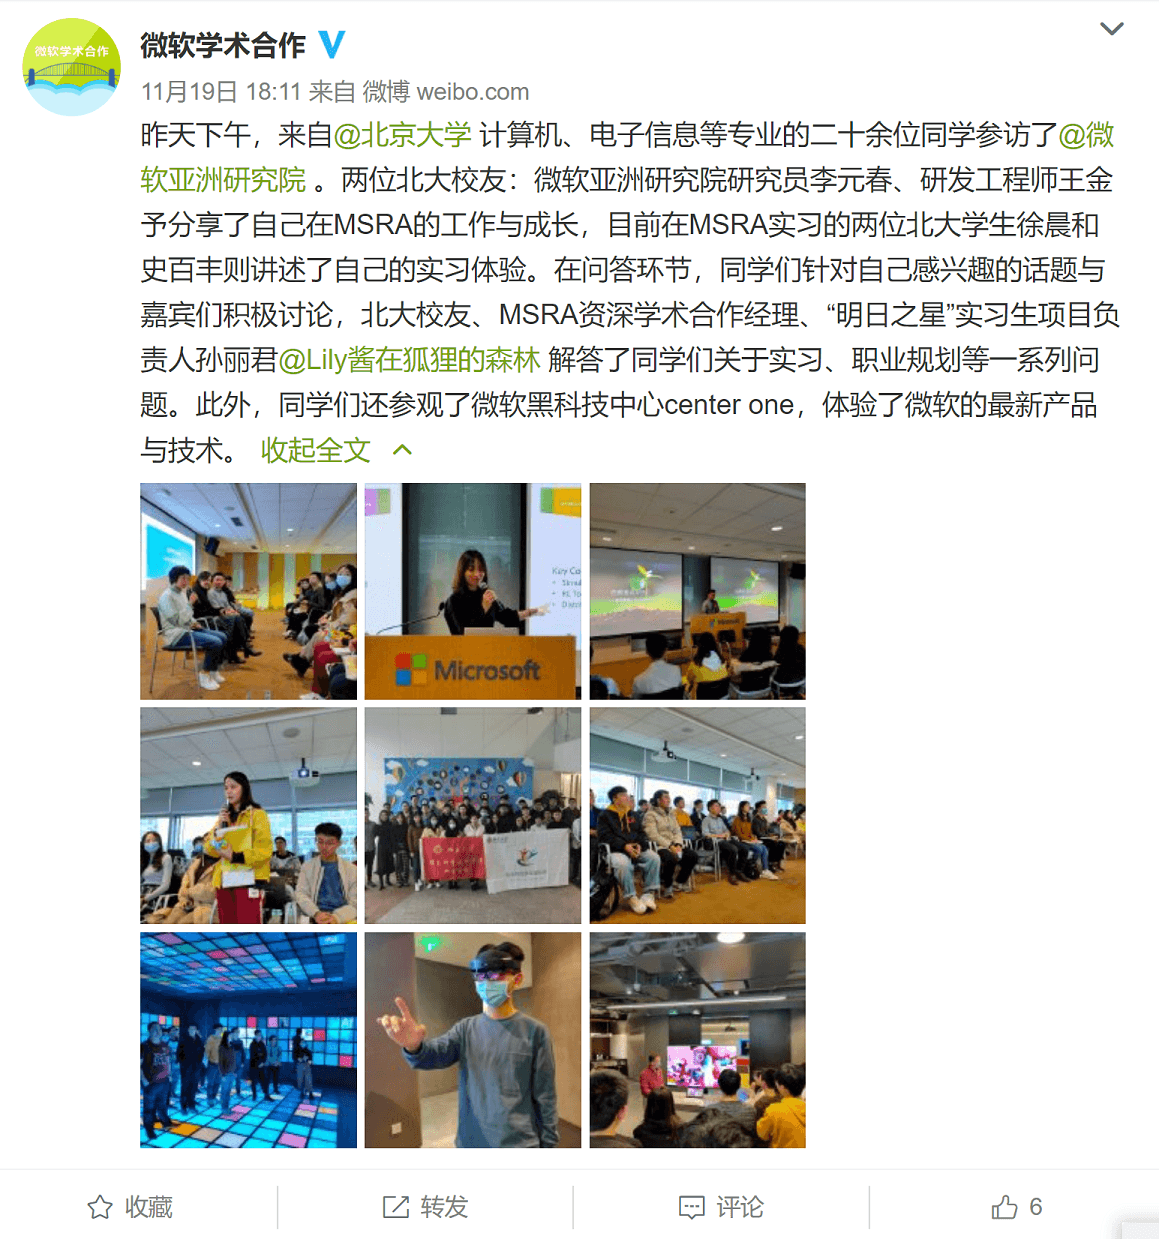 微软学术合作
微软学术合作 V
11月19日 18:11 来自 微博 weibo.com
昨天下午，来自@北京大学 计算机、电子信息等专业的二十余位同学参访了@微
软亚洲研究院 。两位北大校友：微软亚洲研究院研究员李元春、研发工程师王金
予分享了自己在MSRA的工作与成长，目前在MSRA实习的两位北大学生徐晨和
史百丰则讲述了自己的实习体验。在问答环节，同学们针对自己感兴趣的话题与
嘉宾们积极讨论，北大校友、MSRA资深学术合作经理、“明日之星”实习生项目负
责人孙丽君@Lily酱在狐狸的森林 解答了同学们关于实习、职业规划等一系列问
题。此外，同学们还参观了微软黑科技中心center one，体验了微软的最新产品
与技术。 收起全文
Key Co
Microsoft
Microsoft
收藏
转发
评论
6